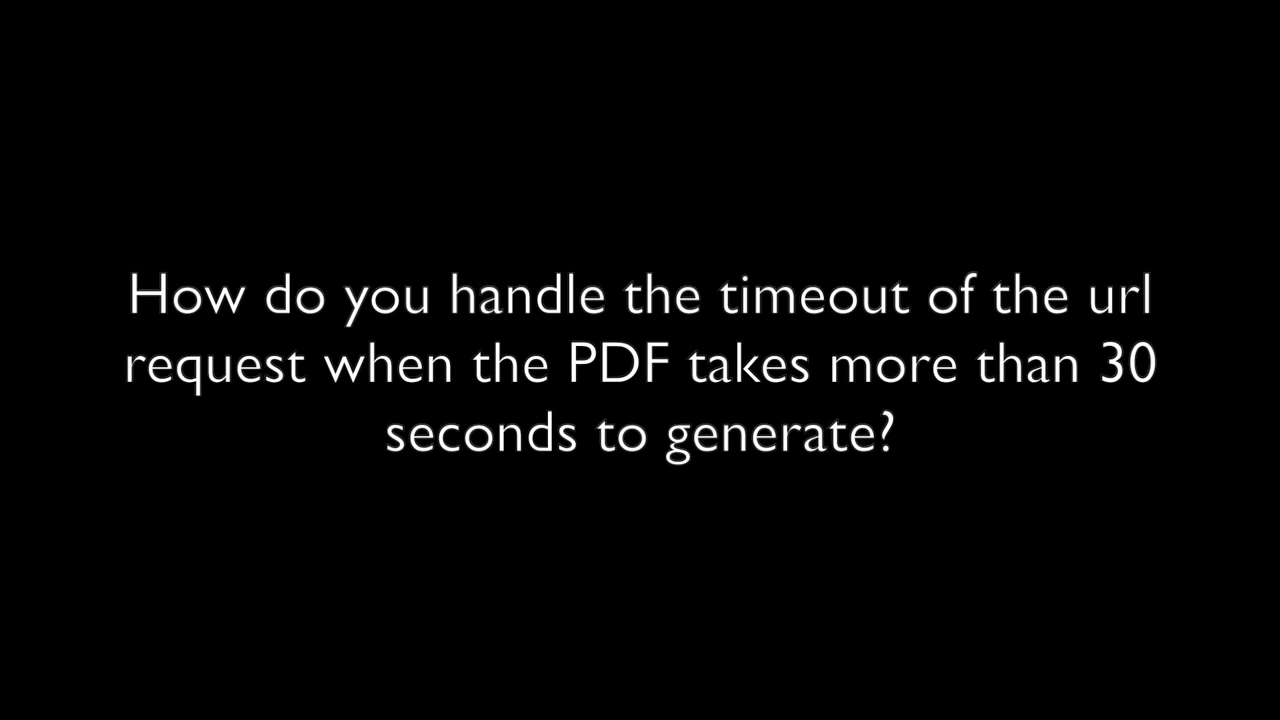 How do you handle the timeout of the url
request when the PDF takes more than 30
seconds to generate?